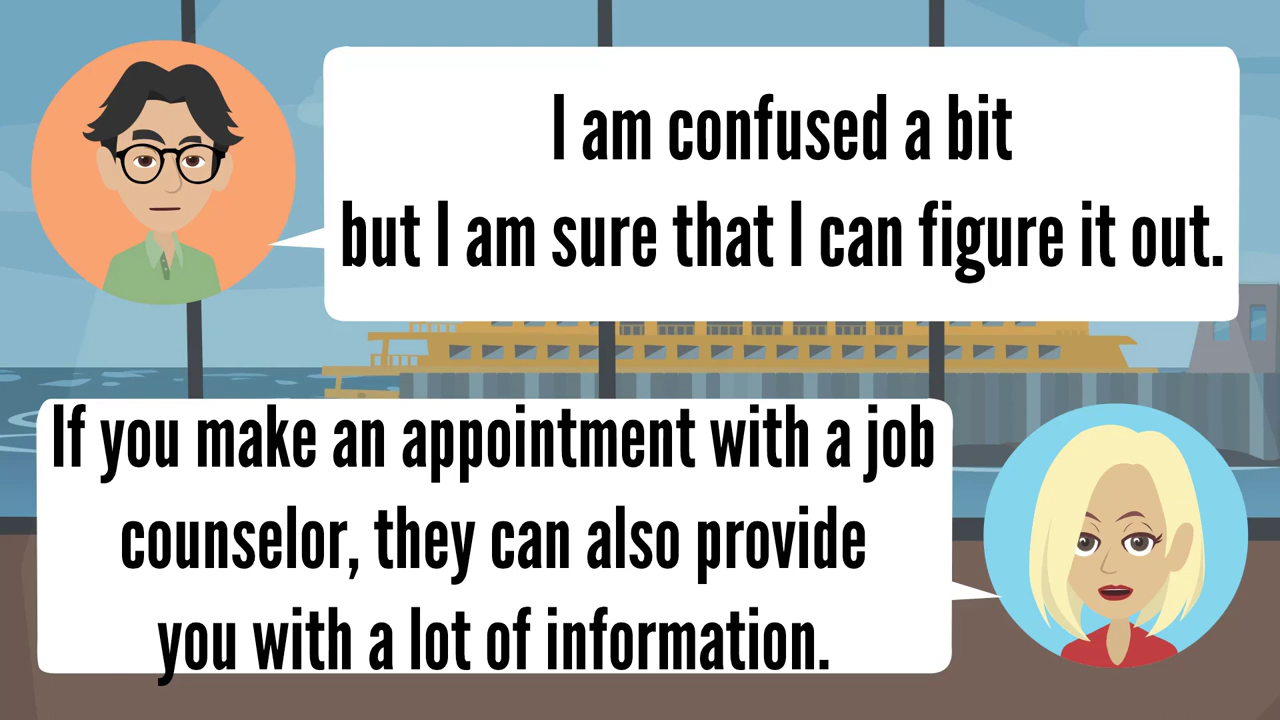 I am confused a bit
but I am sure that I can figure it out.
If you make an appointment with a job
counselor, they can also provide
you with a lot of information.